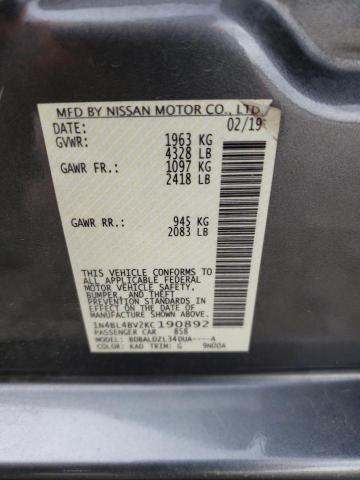 MFD BY NISSAN MOTOR CO., LTD.
DATE: 02/19
GVWR: 1963 KG
4328 LB
GAWR FR.: 1097 KG
2418 LB
GAWR RR.: 945 KG
2083 LB
THIS VEHICLE CONFORMS TO
ALL APPLICABLE FEDERAL
MOTOR VEHICLE SAFETY,
BUMPER, AND THEFT
PREVENTION STANDARDS IN
EFFECT ON THE DATE OF
MANUFACTURE SHOWN ABOVE.
1N4BL4BV2KC190892
PASSENGER CAR 858
MODEL: BDBALDZL34DUA----A
COLOR: KAD TRIM: G 9N00A